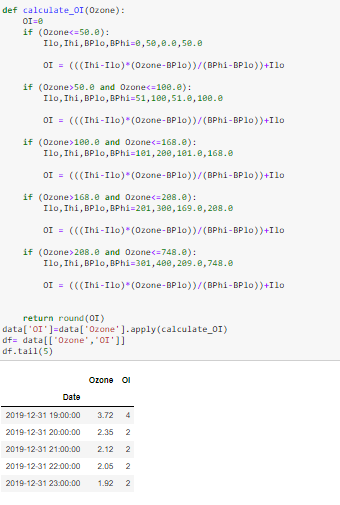 def calculate_OI(Ozone):
    OI=0
    if (Ozone<=50.0):
        Ilo,Ihi,BPlo,BPhi=0,50,0.0,50.0
        OI = (((Ihi-Ilo)*(Ozone-BPlo))/(BPhi-BPlo))+Ilo
    if (Ozone>50.0 and Ozone<=100.0):
        Ilo,Ihi,BPlo,BPhi=51,100,51.0,100.0
        OI = (((Ihi-Ilo)*(Ozone-BPlo))/(BPhi-BPlo))+Ilo
    if (Ozone>100.0 and Ozone<=168.0):
        Ilo,Ihi,BPlo,BPhi=101,200,101.0,168.0
        OI = (((Ihi-Ilo)*(Ozone-BPlo))/(BPhi-BPlo))+Ilo
    if (Ozone>168.0 and Ozone<=208.0):
        Ilo,Ihi,BPlo,BPhi=201,300,169.0,208.0
        OI = (((Ihi-Ilo)*(Ozone-BPlo))/(BPhi-BPlo))+Ilo
    if (Ozone>208.0 and Ozone<=748.0):
        Ilo,Ihi,BPlo,BPhi=301,400,209.0,748.0
        OI = (((Ihi-Ilo)*(Ozone-BPlo))/(BPhi-BPlo))+Ilo
    return round(OI)
data['OI']=data['Ozone'].apply(calculate_OI)
df= data[['Ozone','OI']]
df.tail(5)
Ozone OI
Date
2019-12-31 19:00:00 3.72 4
2019-12-31 20:00:00 2.35 2
2019-12-31 21:00:00 2.12 2
2019-12-31 22:00:00 2.05 2
2019-12-31 23:00:00 1.92 2